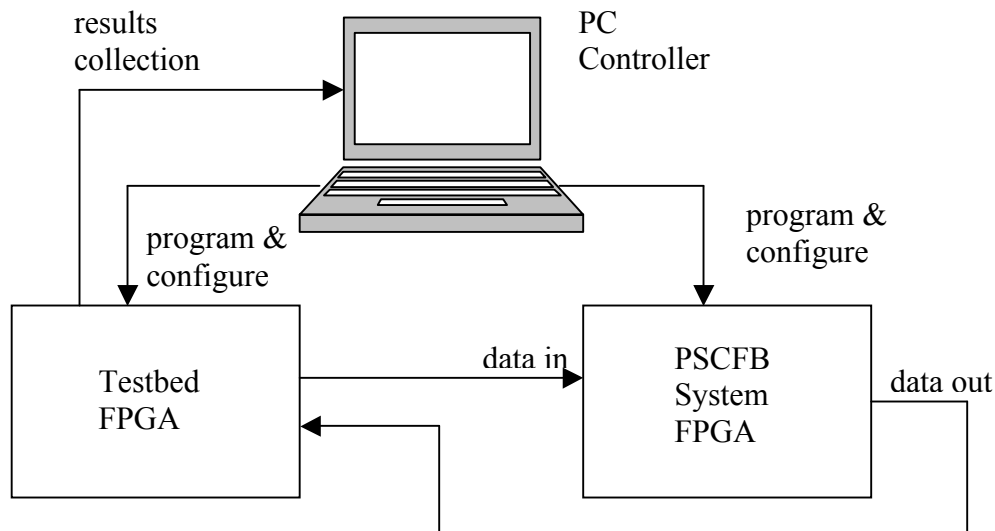 results
collection
PC
Controller
program &
configure
program &
configure
Testbed
FPGA
data in
PSCFB
System
FPGA
data out